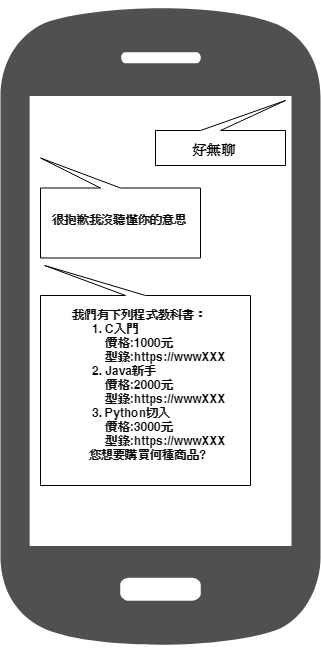 好無聊
很抱歉我沒聽懂你的意思
我們有下列程式教科書：
1. C入門
價格:1000元
型錄:https://wwwXXX
2. Java新手
價格:2000元
型錄:https://wwwXXX
3. Python切入
價格:3000元
型錄:https://wwwXXX
您想要購買何種商品?